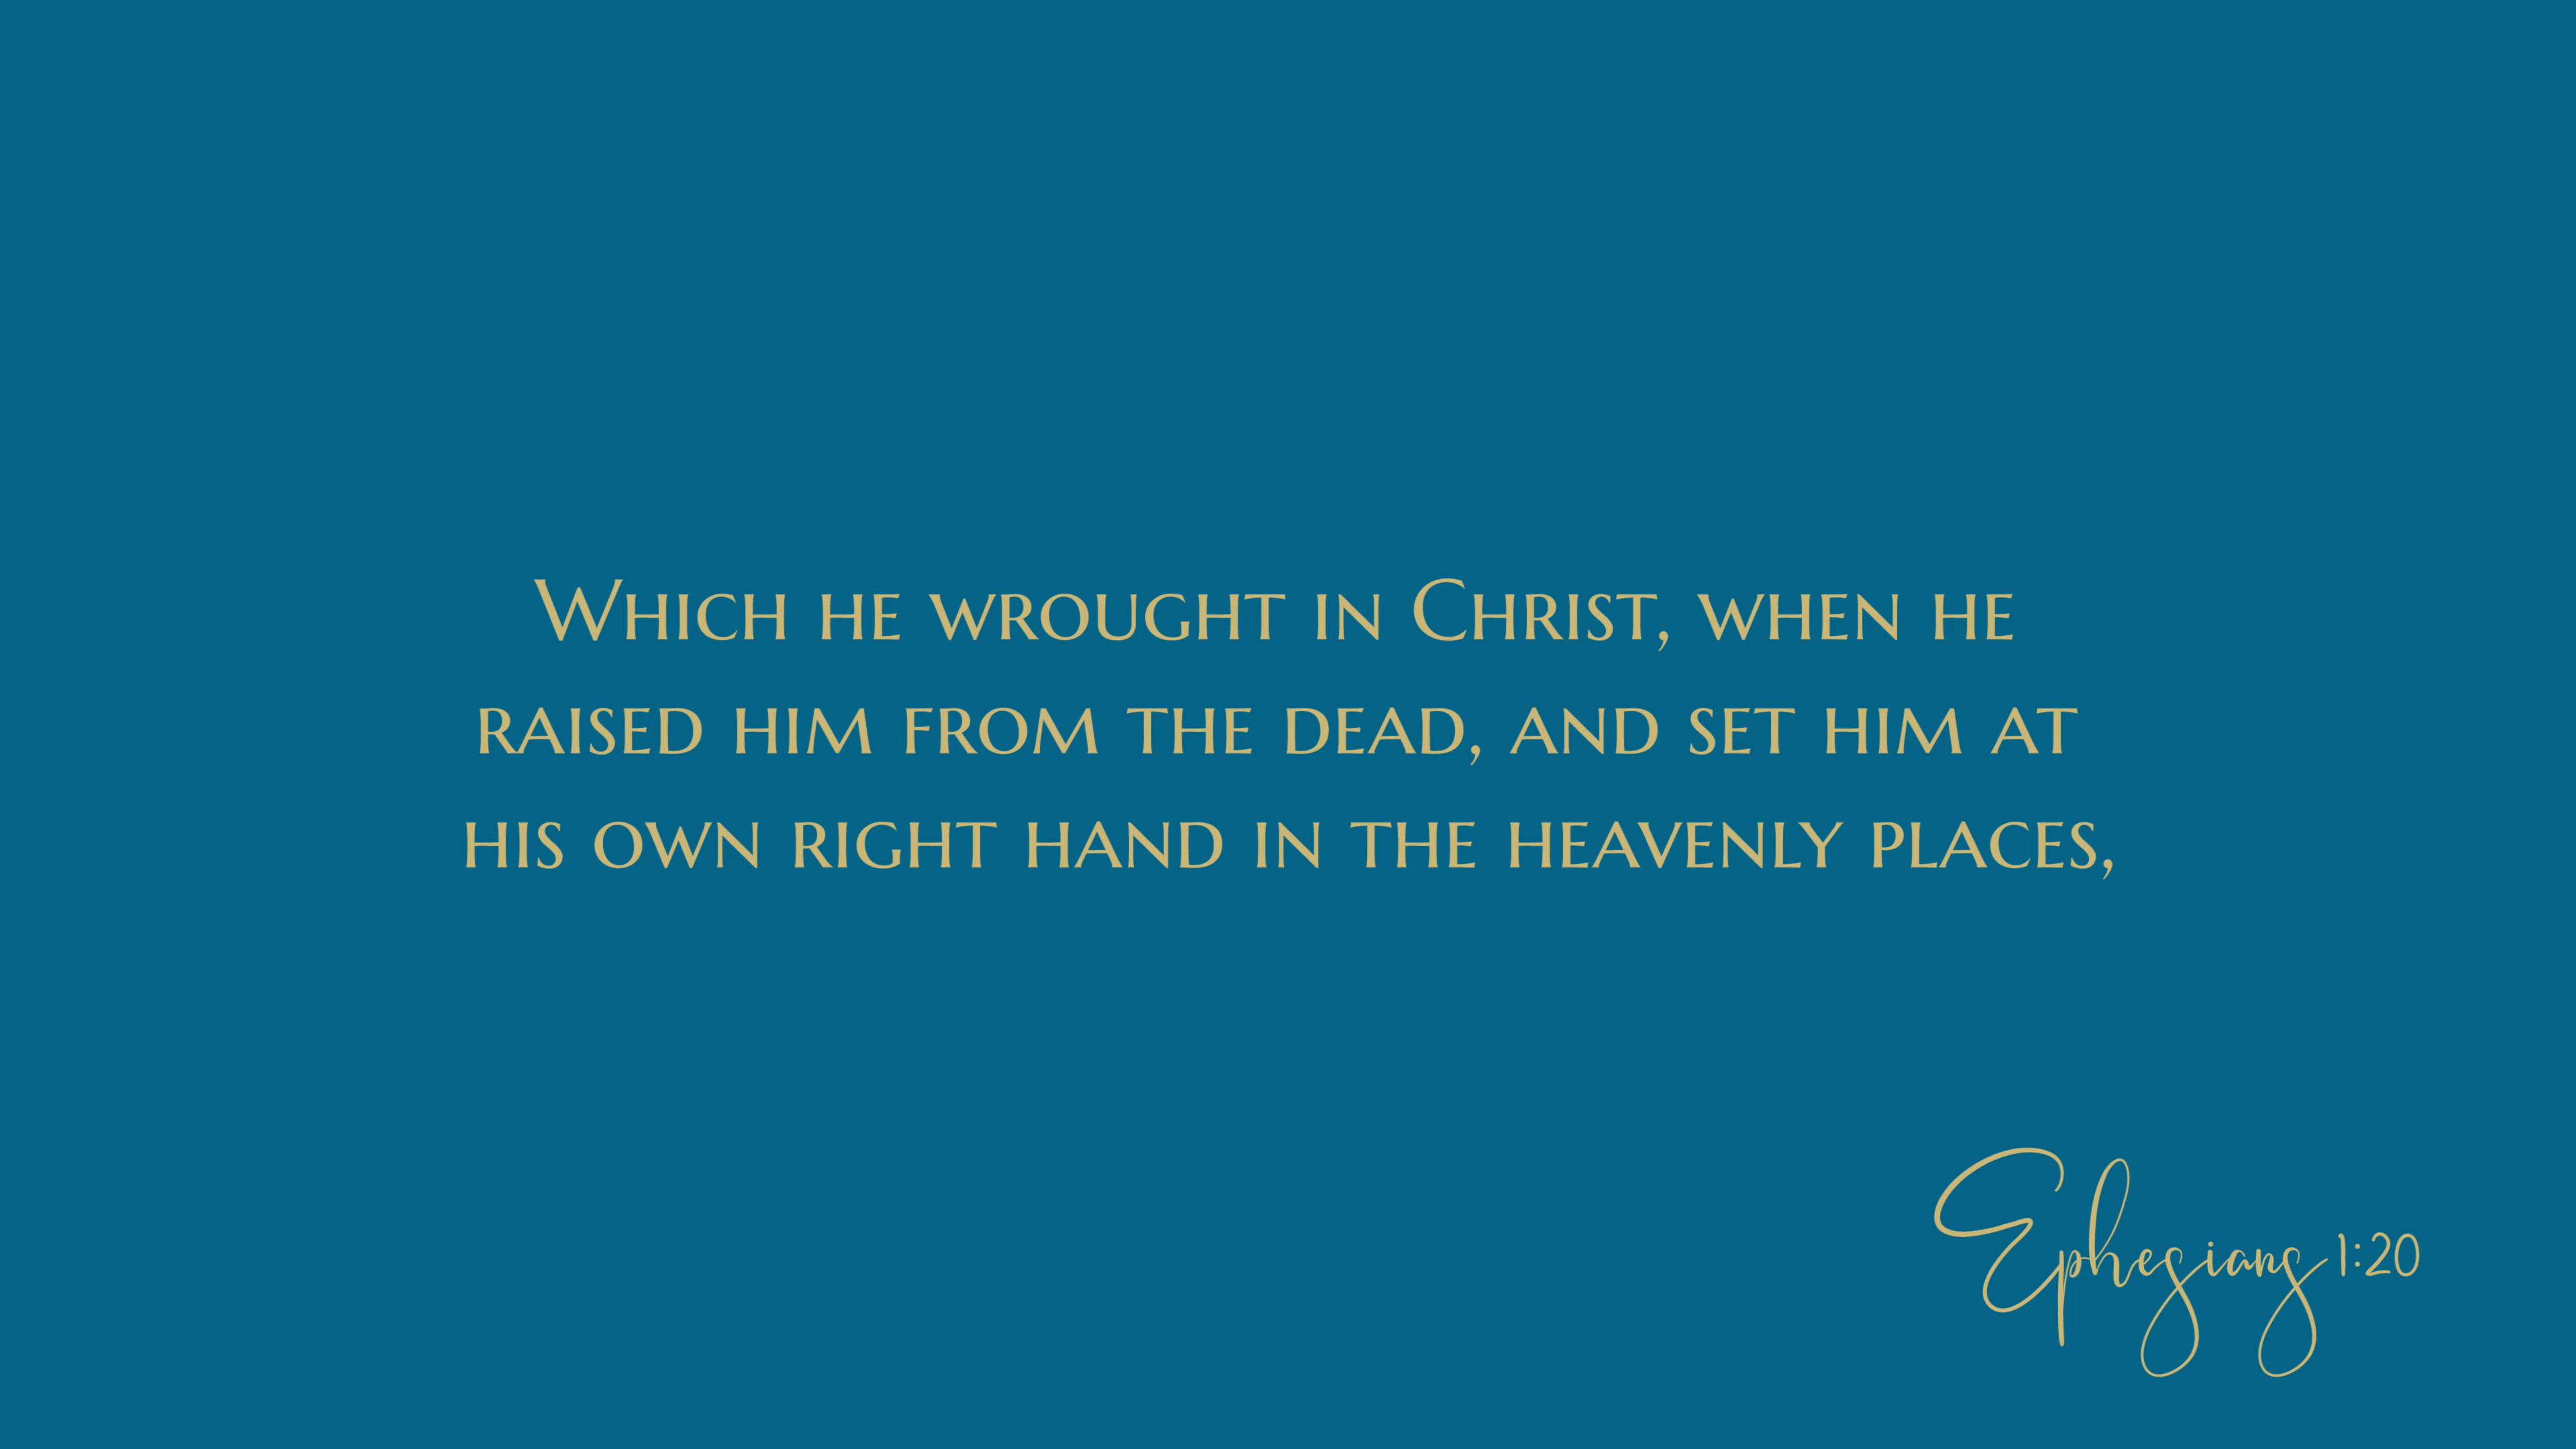 Which he wrought in Christ, when he
raised him from the dead, and set him at
his own right hand in the heavenly places,
Ephesians 1:20